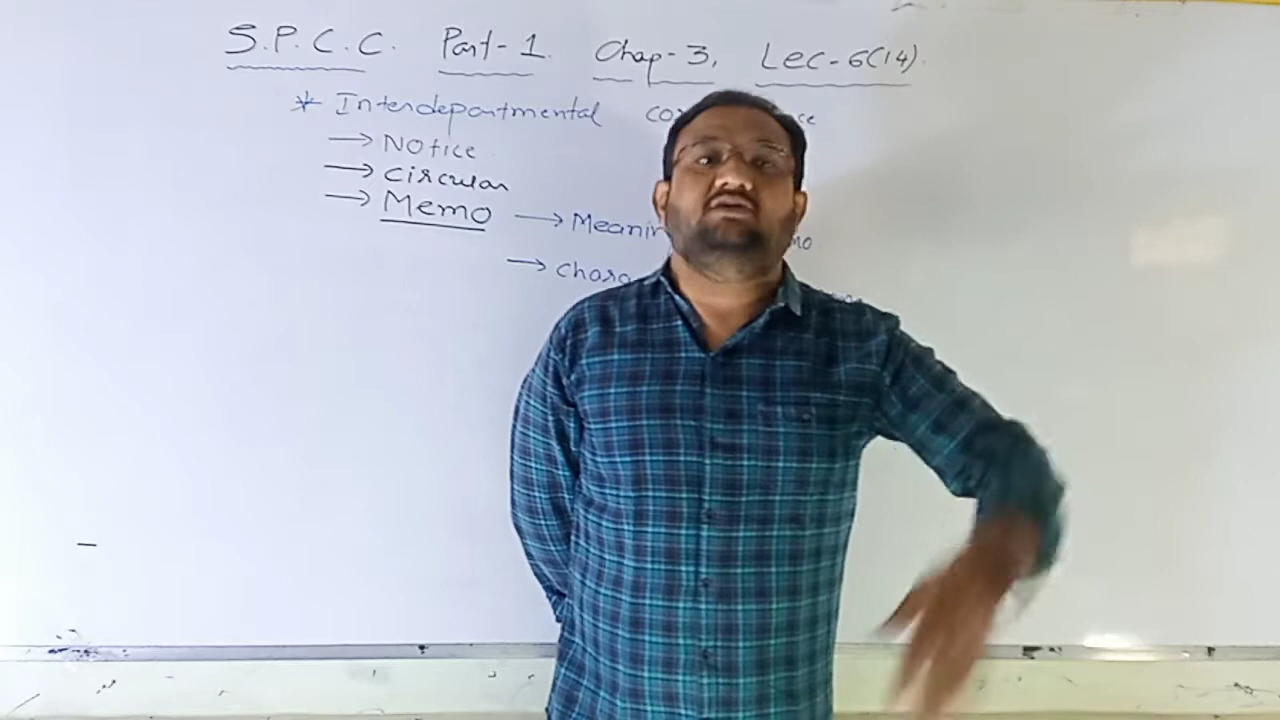 S.P.C.C. Part-1. Chap-3, Lec-6(14).
* Interdepartmental
→ Notice
→ circular
→ Memo → Meanin
→ chara